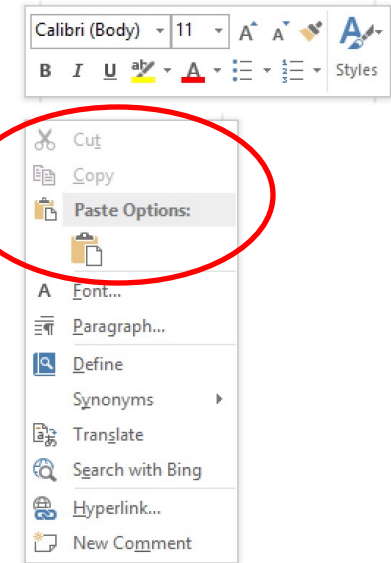 Calibri (Body) 11 A A A
B I U ab A Styles
Cut
Copy
Paste Options:
A Font...
Paragraph...
Define
Synonyms
Translate
Search with Bing
Hyperlink...
New Comment